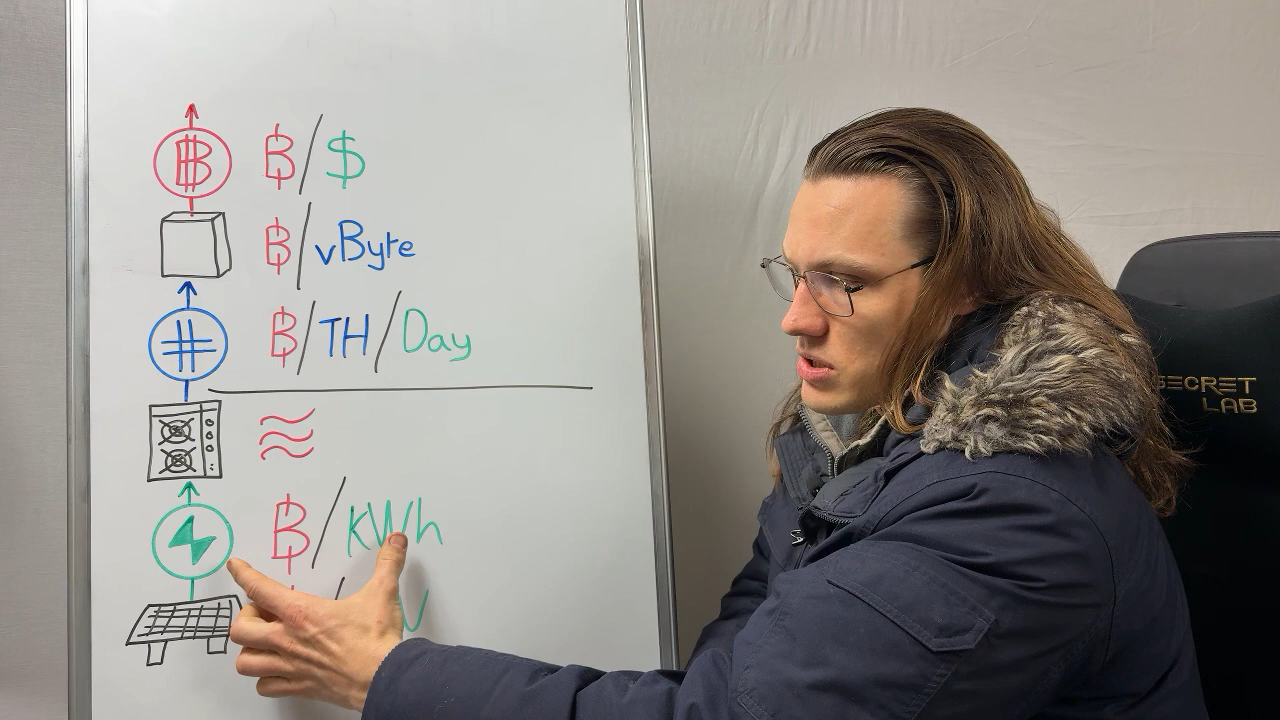 ₿ ₿/$
₿/vByte
# ₿/TH/Day
≈
₿/kWh
SECRET
LAB